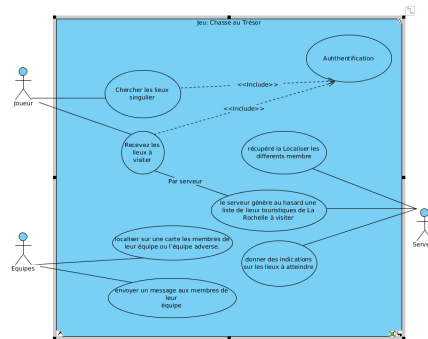 Jeu: Chasse au Trésor
Auhthentification
Chercher les lieux
singulier
<<Include>>
<<Include>>
Joueur
Recevez les
lieux à
visiter
récupéré la Localiser les
differents membre
Par serveur
le serveur génère au hasard une
liste de lieux touristiques de La
Rochelle à visiter
Serve
localiser sur une carte les membres de
leur équipe ou l'équipe adverse.
Equipes
donner des indications
sur les lieux à atteindre
envoyer un message aux membres de
leur
équipe